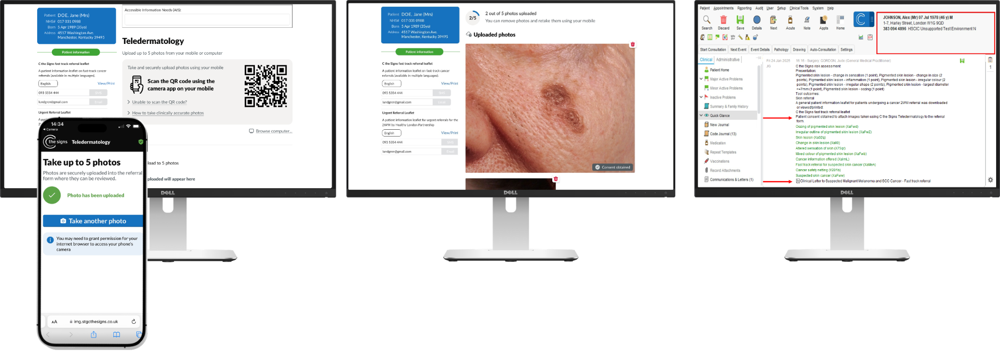 Accessible Information Needs (AIS):
Patient DOE, Jane (Mrs)
NHS# 017 031 0988
Born 5 Apr 1989 (35yo)
Address 4517 Washington Ave.
Manchester, Kentucky 39495
Patient information
C the Signs fast track referral leaflet
A patient information leaflet on fast-track cancer
referrals (available in multiple languages).
English
View/Print
093 5554 444
SMS
lundgren@gmail.com
Email
Urgent Referral Leaflet
Teledermatology
Upload up to 5 photos from your mobile or computer
Take and securely upload photos using your mobile
Scan the QR code using the
camera app on your mobile
Unable to scan the QR code?
How to take clinically accurate photos
Browse computer...
load to 5 photos
ploaded will appear here
DELL
14:34
Camera
C the signs
Teledermatology
Take up to 5 photos
Photos are securely uploaded into the referral
form where they can be reviewed.
Photo has been uploaded
Take another photo
You may need to grant permission for your
internet browser to access your phone's
camera
AA
img.stgcthesigns.co.uk
Patient DOE, Jane (Mrs)
NHS# 017 031 0988
Born 5 Apr 1989 (35yo)
Address 4517 Washington Ave.
Manchester, Kentucky 39495
Patient information
C the Signs fast track referral leaflet
A patient information leaflet on fast-track cancer
referrals (available in multiple languages).
English
View/Print
093 5554 444
SMS
lundgren@gmail.com
Email
Urgent Referral Leaflet
A patient information leaflet for urgent referrals for the
2WW by Healthy London Partnership
English
View/Print
093 5554 444
SMS
lundgren@gmail.com
Email
2/5
2 out of 5 photos uploaded
You can remove photos and retake them using your mobile
Uploaded photos
Consent obtained
DELL
Patient Appointments Reporting Audit User Setup Clinical Tools System Help
Search Discard Save Details Next Acute Note Appts Home
JOHNSON, Alex (Mr) 07 Jul 1978 (46 y) M
1-7, Harley Street, London W1G 9QD
383 094 4896 HSCIC Unsupported Test Environment N
Start Consultation Next Event Event Details Pathology Drawing Auto-Consultation Settings
Clinical Administrative
Patient Home
Major Active Problems
Minor Active Problems
Inactive Problems
Summary & Family History
Quick Glance
New Journal
Code Journal (13)
Medication
Repeat Templates
Vaccinations
Record Attachments
Communications & Letters (1)
Fri 24 Jan 2025
JG
16:16 - Surgery: GORDON, Jude (General Medical Practitioner)
C the Signs risk assessment:
Presentation:
Pigmented skin lesion - change in sensation (1 point), Pigmented skin lesion - change in size (2
points), Pigmented skin lesion - inflammation (1 point), Pigmented skin lesion - irregular colour (2
points), Pigmented skin lesion - irregular shape (2 points), Pigmented skin lesion - largest diameter
>=7mm (1 point), Pigmented skin lesion - oozing (1 point)
Tool outcomes:
Skin referral
A general patient information leaflet for patients undergoing a cancer 2WW referral was downloaded
or viewed/printed:
C the Signs fast track referral leaflet
Patient consent obtained to attach images taken using C the Signs Teledermatology to the referral
form.
Oozing of pigmented skin lesion (XaFwd)
Irregular outline of pigmented skin lesion (XaFwZ)
Skin lesion (Xa02q)
Change in skin lesion (XaIl0)
Altered sensation of skin (X75qr)
Mixed colour of pigmented skin lesion (XaFwb)
Cancer information offered (XaImL)
Fast track referral for suspected skin cancer (XaMeA)
Cancer safety netting (Y281b)
Suspected skin cancer (XaFww)
Clinical Letter to Suspected Malignant Melanoma and SCC Cancer - Fast track referral
1
DELL